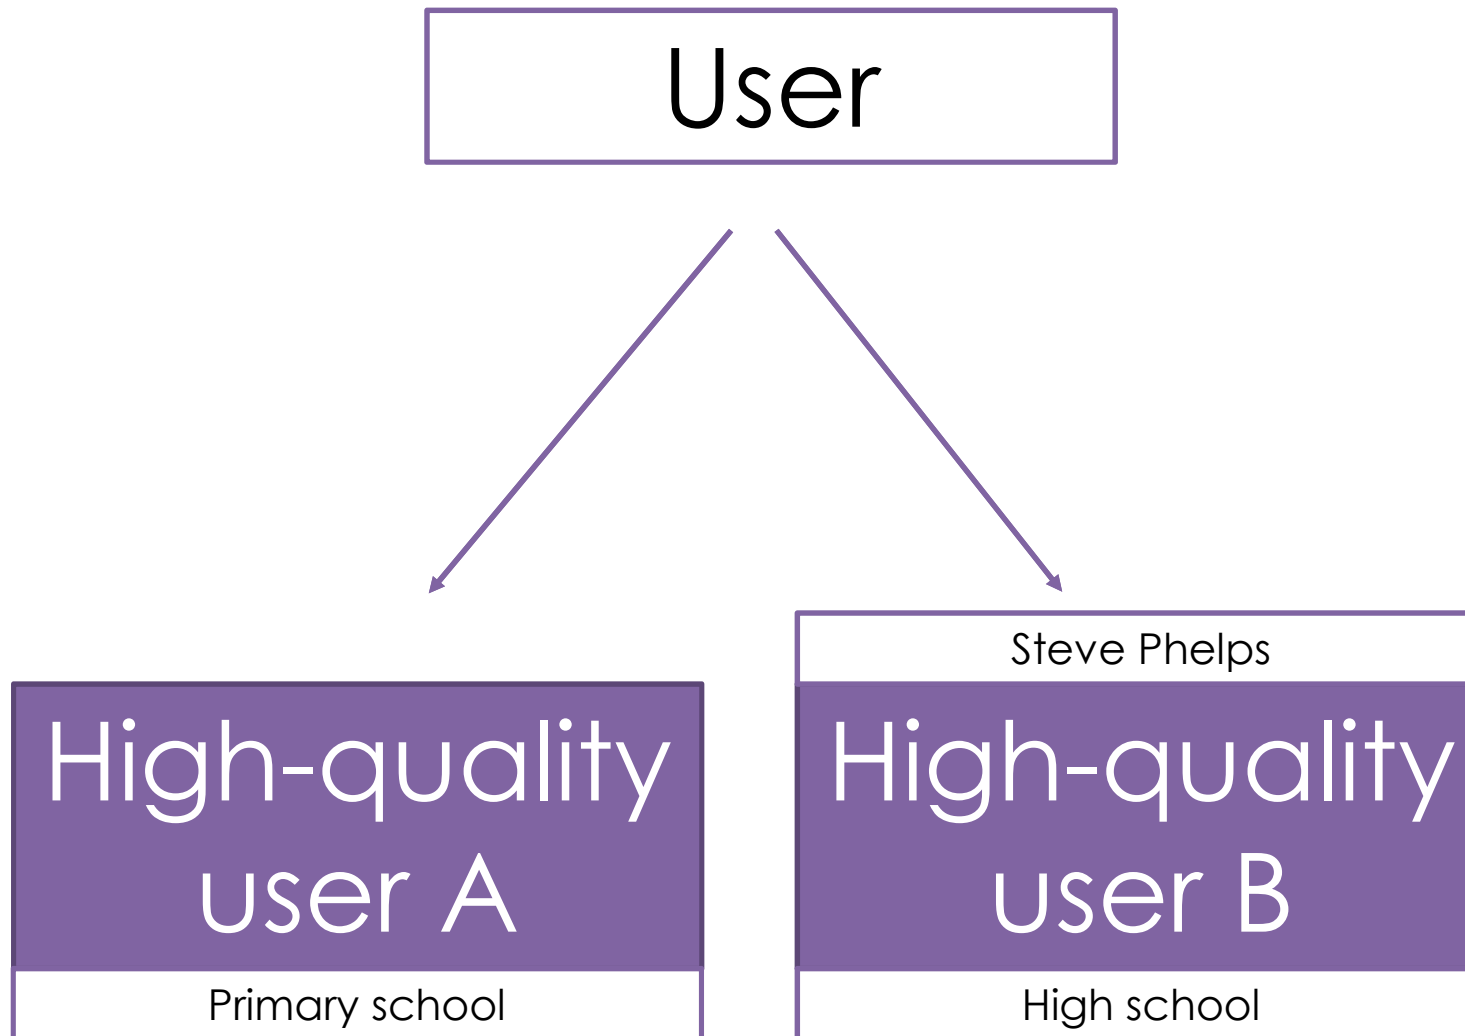 User
Steve Phelps
High-quality
user A
High-quality
user B
Primary school
High school